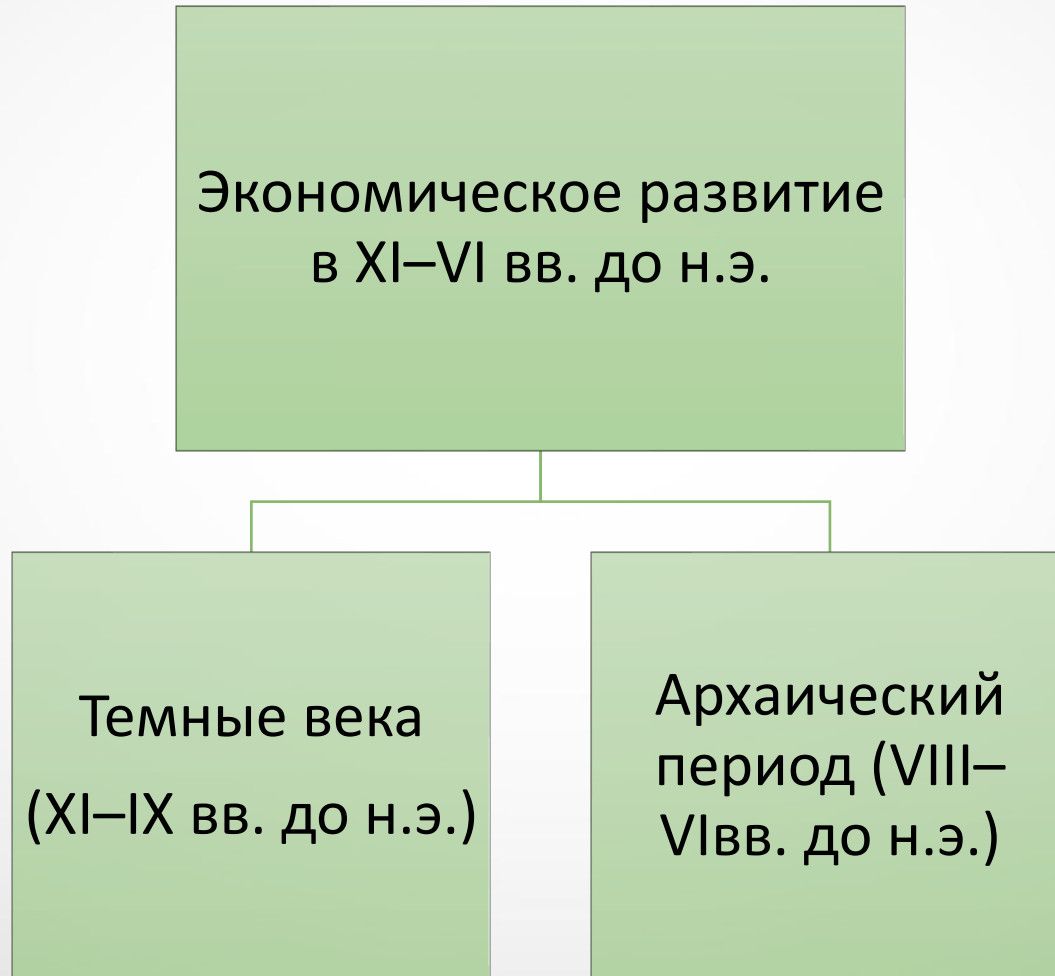 Экономическое развитие
в XI–VI вв. до н.э.
Темные века
(XI–IX вв. до н.э.)
Архаический
период (VIII–
VIвв. до н.э.)